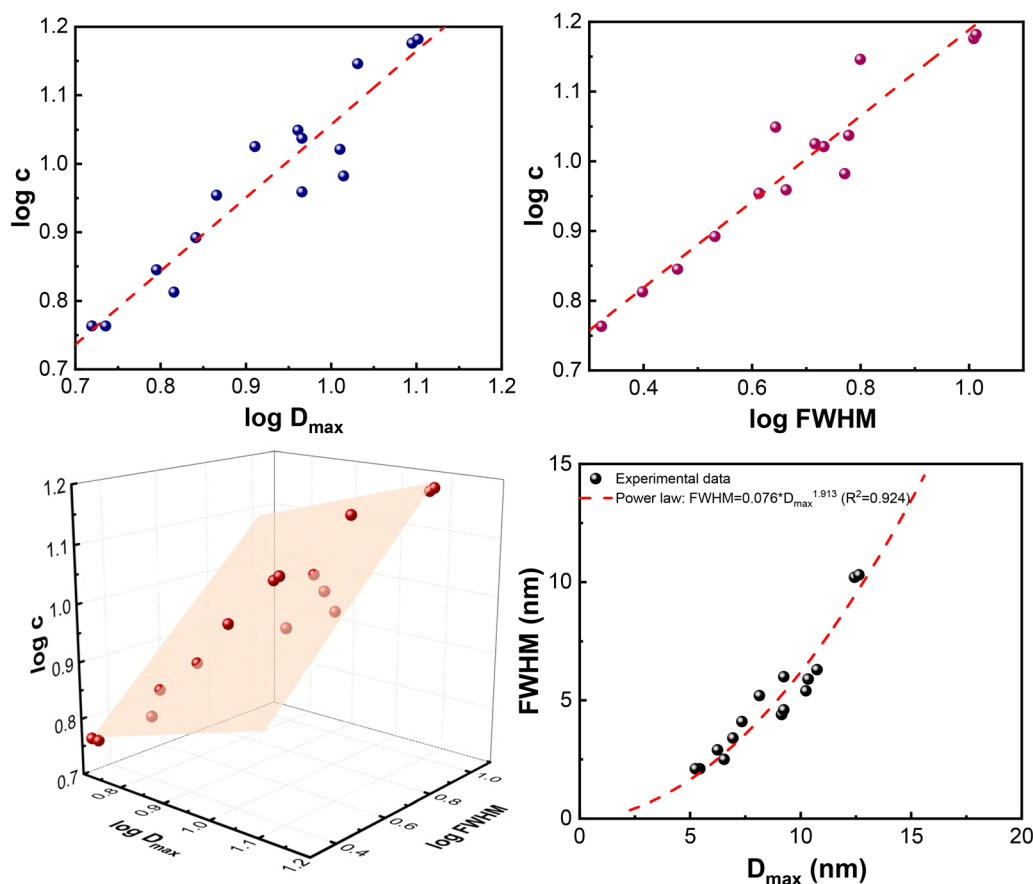 1.2
1.1
1.0
0.9
0.8
0.7
log c
0.7 0.8 0.9 1.0 1.1 1.2
log Dmax
1.2
1.1
1.0
0.9
0.8
0.7
log c
0.4 0.6 0.8 1.0
log FWHM
1.2
1.1
1.0
0.9
0.8
0.7
log c
0.8 0.9 1.0 1.1 1.2
log Dmax
0.4 0.6 0.8 1.0
log FWHM
15
10
5
0
FWHM (nm)
Experimental data
Power law: FWHM=0.076*Dmax^1.913 (R²=0.924)
0 5 10 15 20
Dmax (nm)